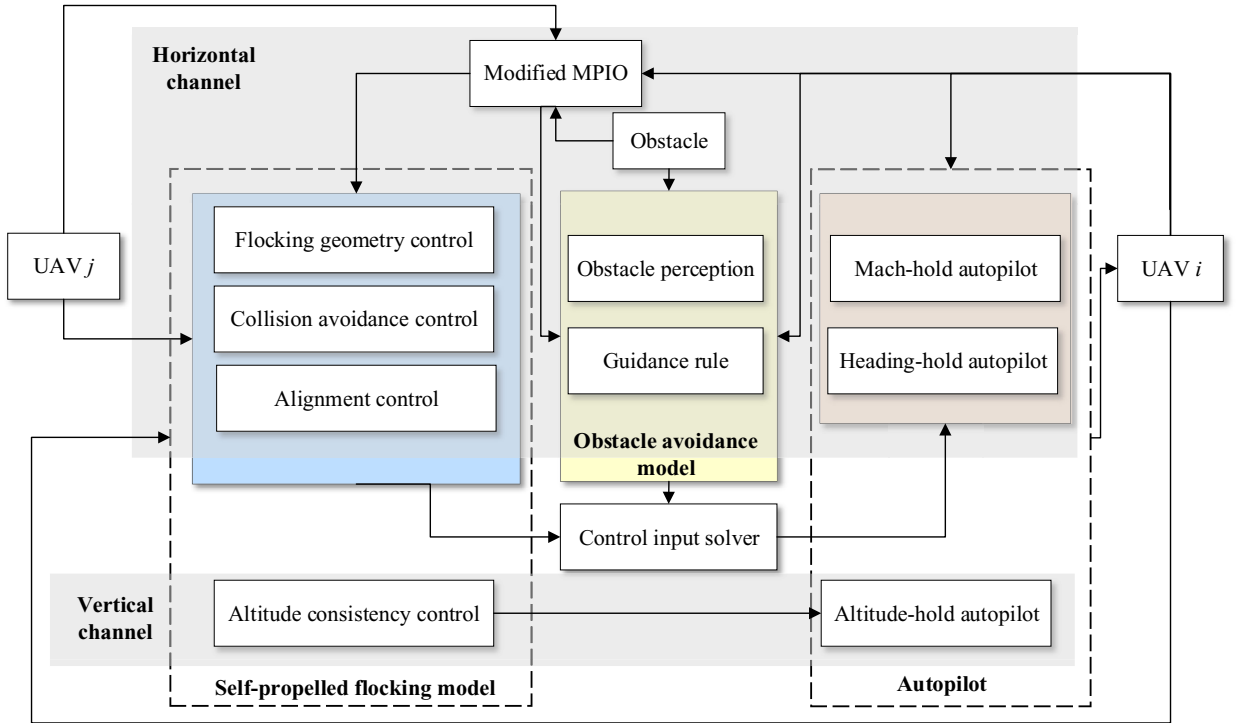 Horizontal
channel
Modified MPIO
Obstacle
Flocking geometry control
Collision avoidance control
Alignment control
Obstacle perception
Guidance rule
Obstacle avoidance
model
Mach-hold autopilot
Heading-hold autopilot
UAV j
UAV i
Control input solver
Vertical
channel
Altitude consistency control
Altitude-hold autopilot
Self-propelled flocking model
Autopilot